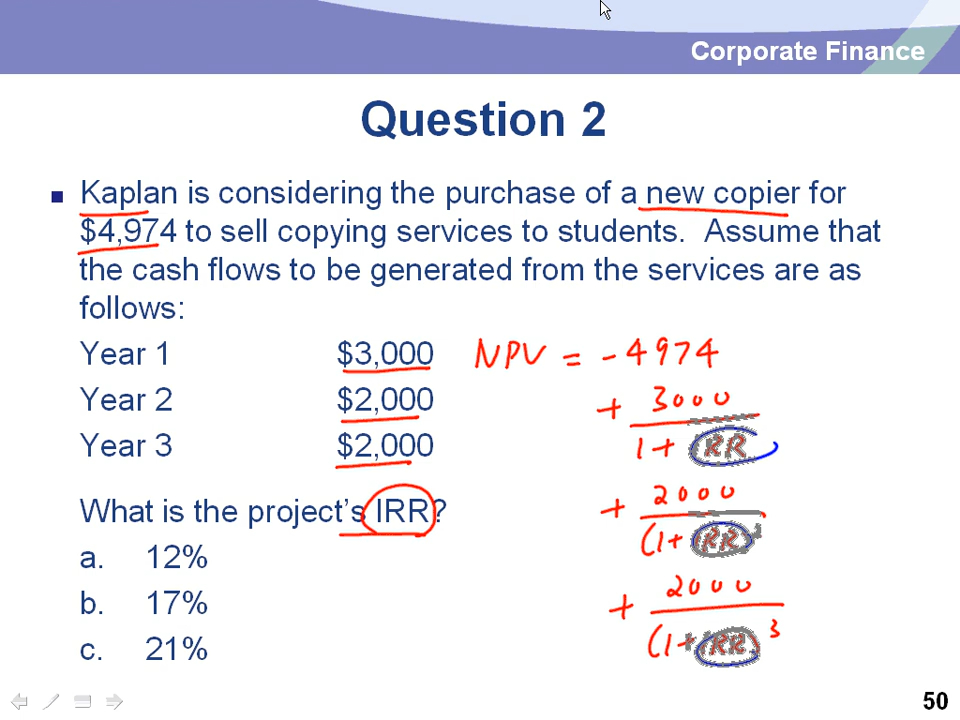 Corporate Finance
Question 2
Kaplan is considering the purchase of a new copier for
$4,974 to sell copying services to students. Assume that
the cash flows to be generated from the services are as
follows:
Year 1 $3,000 NPV = -4974
Year 2 $2,000 + 3000
Year 3 $2,000 1 + IRR
+ 2000
What is the project's IRR?
(1 + IRR)²
a. 12%
+ 2000
b. 17%
(1 + IRR)³
c. 21%
50